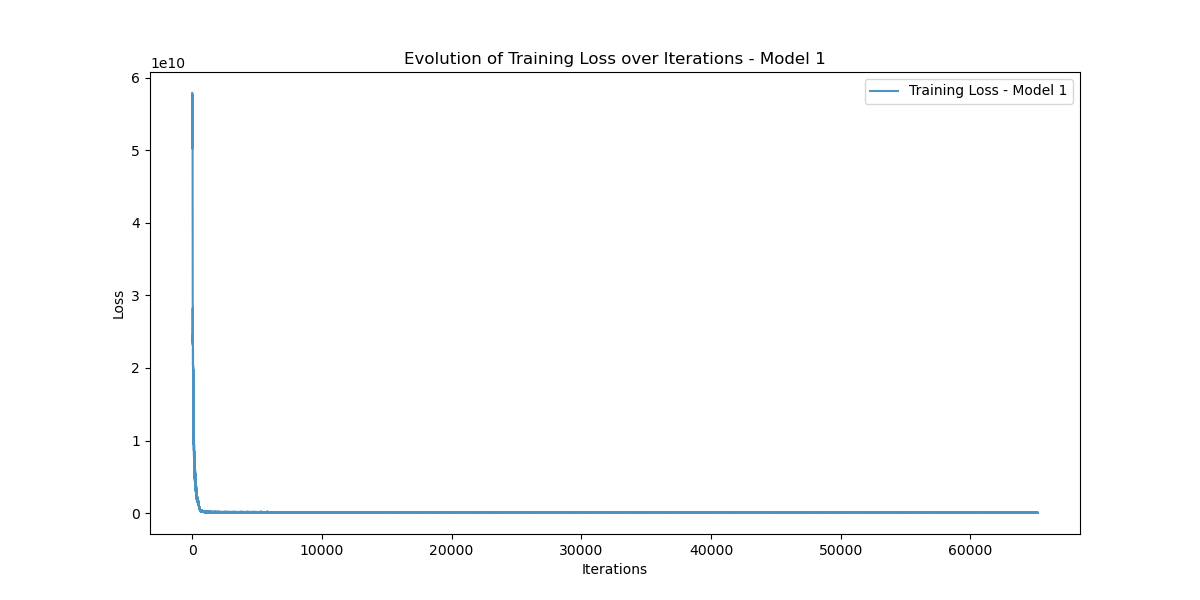 Evolution of Training Loss over Iterations - Model 1
1e10
Training Loss - Model 1
6
5
4
3
2
1
0
Loss
0 10000 20000 30000 40000 50000 60000
Iterations